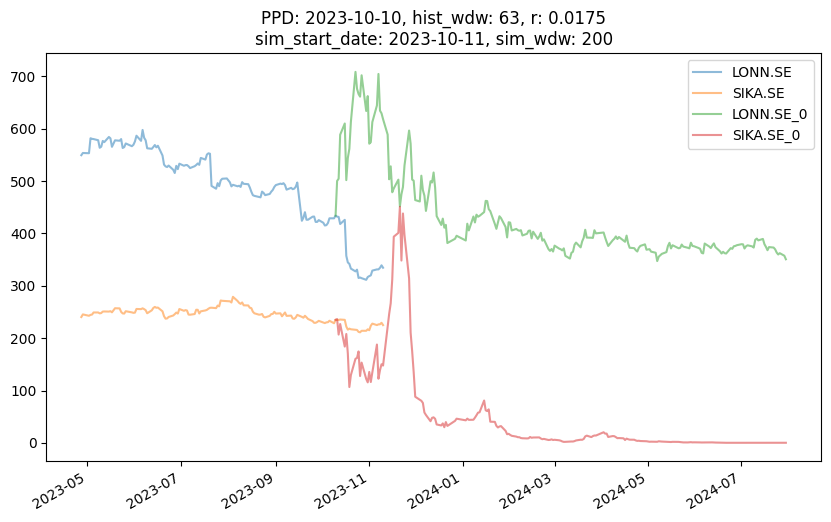 PPD: 2023-10-10, hist_wdw: 63, r: 0.0175
sim_start_date: 2023-10-11, sim_wdw: 200
LONN.SE
SIKA.SE
LONN.SE_0
SIKA.SE_0
700
600
500
400
300
200
100
0
2023-05
2023-07
2023-09
2023-11
2024-01
2024-03
2024-05
2024-07